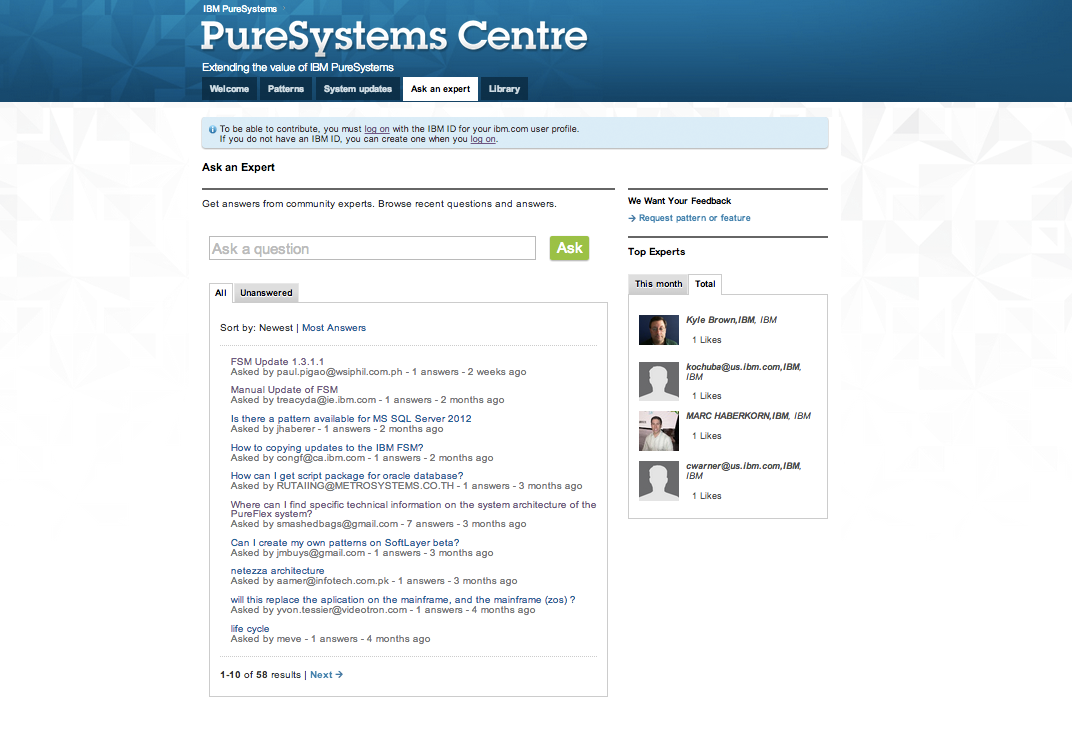 IBM PureSystems
PureSystems Centre
Extending the value of IBM PureSystems
Welcome Patterns System updates Ask an expert Library
To be able to contribute, you must log on with the IBM ID for your ibm.com user profile.
If you do not have an IBM ID, you can create one when you log on.
Ask an Expert
Get answers from community experts. Browse recent questions and answers.
Ask a question Ask
All Unanswered
Sort by: Newest | Most Answers
FSM Update 1.3.1.1
Asked by paul.pigao@wsiphil.com.ph - 1 answers - 2 weeks ago
Manual Update of FSM
Asked by treacyda@ie.ibm.com - 1 answers - 2 months ago
Is there a pattern available for MS SQL Server 2012
Asked by jhaberer - 1 answers - 2 months ago
How to copying updates to the IBM FSM?
Asked by congf@ca.ibm.com - 1 answers - 2 months ago
How can I get script package for oracle database?
Asked by RUTAIING@METROSYSTEMS.CO.TH - 1 answers - 3 months ago
Where can I find specific technical information on the system architecture of the
PureFlex system?
Asked by smashedbags@gmail.com - 7 answers - 3 months ago
Can I create my own patterns on SoftLayer beta?
Asked by jmbuys@gmail.com - 1 answers - 3 months ago
netezza architecture
Asked by aamer@infotech.com.pk - 1 answers - 3 months ago
will this replace the aplication on the mainframe, and the mainframe (zos) ?
Asked by yvon.tessier@videotron.com - 1 answers - 4 months ago
life cycle
Asked by meve - 1 answers - 4 months ago
1-10 of 58 results | Next →
We Want Your Feedback
→ Request pattern or feature
Top Experts
This month Total
Kyle Brown,IBM, IBM
1 Likes
kochuba@us.ibm.com,IBM,
IBM
1 Likes
MARC HABERKORN,IBM, IBM
1 Likes
cwarner@us.ibm.com,IBM,
IBM
1 Likes